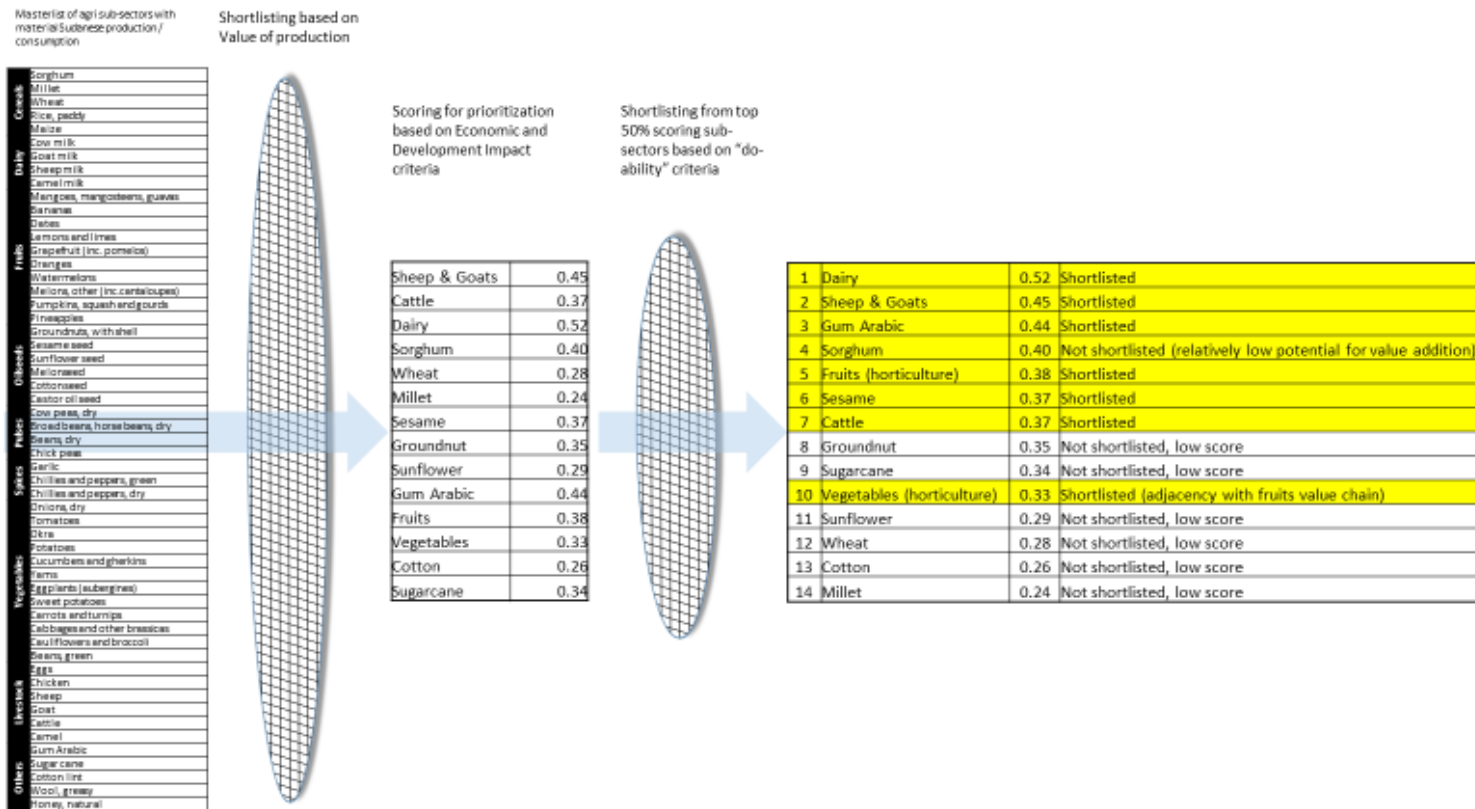 Masterlist of agri sub-sectors with
material Sudanese production /
consumption
Shortlisting based on
Value of production
Scoring for prioritization
based on Economic and
Development Impact
criteria
Shortlisting from top
50% scoring sub-
sectors based on "do-
ability" criteria
Cereals
Sorghum
Millet
Wheat
Rice, paddy
Maize
Dairy
Cow milk
Goat milk
Sheep milk
Camel milk
Fruits
Mangoes, mangosteens, guavas
Bananas
Dates
Lemons and limes
Grapefruit (inc. pomelos)
Oranges
Watermelons
Melons, other (inc.cantaloupes)
Pumpkins, squash and gourds
Pineapples
Oilseeds
Groundnuts, with shell
Sesame seed
Sunflower seed
Melonseed
Cottonseed
Castor oil seed
Pulses
Cow peas, dry
Broad beans, horse beans, dry
Beans, dry
Chick peas
Spices
Garlic
Chillies and peppers, green
Chillies and peppers, dry
Vegetables
Onions, dry
Tomatoes
Okra
Potatoes
Cucumbers and gherkins
Yams
Eggplants (aubergines)
Sweet potatoes
Carrots and turnips
Cabbages and other brassicas
Cauliflowers and broccoli
Beans, green
Livestock
Eggs
Chicken
Sheep
Goat
Cattle
Camel
Others
Gum Arabic
Sugar cane
Cotton lint
Wool, greasy
Honey, natural
Sheep & Goats 0.45
Cattle 0.37
Dairy 0.52
Sorghum 0.40
Wheat 0.28
Millet 0.24
Sesame 0.37
Groundnut 0.35
Sunflower 0.29
Gum Arabic 0.44
Fruits 0.38
Vegetables 0.33
Cotton 0.26
Sugarcane 0.34
1 Dairy 0.52 Shortlisted
2 Sheep & Goats 0.45 Shortlisted
3 Gum Arabic 0.44 Shortlisted
4 Sorghum 0.40 Not shortlisted (relatively low potential for value addition)
5 Fruits (horticulture) 0.38 Shortlisted
6 Sesame 0.37 Shortlisted
7 Cattle 0.37 Shortlisted
8 Groundnut 0.35 Not shortlisted, low score
9 Sugarcane 0.34 Not shortlisted, low score
10 Vegetables (horticulture) 0.33 Shortlisted (adjacency with fruits value chain)
11 Sunflower 0.29 Not shortlisted, low score
12 Wheat 0.28 Not shortlisted, low score
13 Cotton 0.26 Not shortlisted, low score
14 Millet 0.24 Not shortlisted, low score